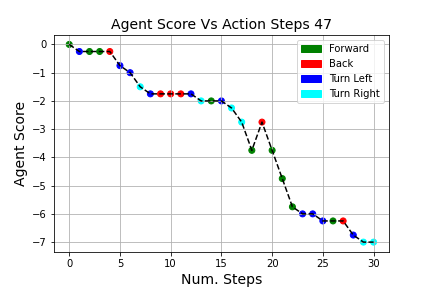 Agent Score Vs Action Steps 47
Forward
Back
Turn Left
Turn Right
0
−1
−2
−3
−4
−5
−6
−7
Agent Score
0 5 10 15 20 25 30
Num. Steps